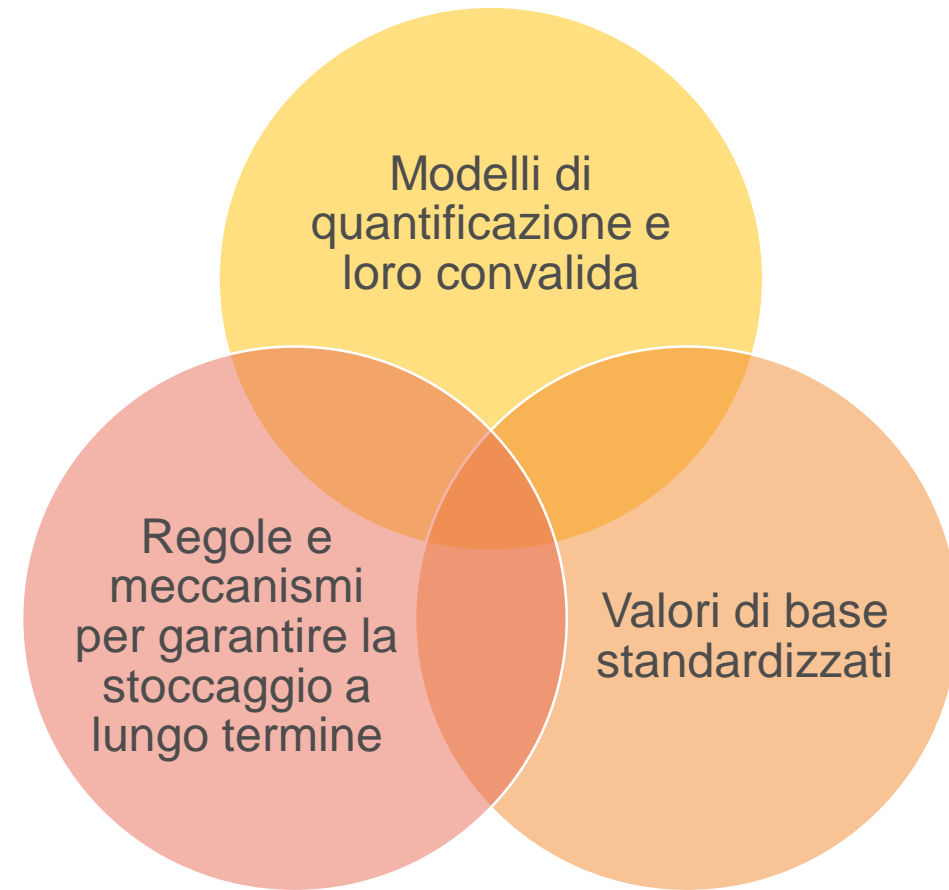 Modelli di
quantificazione e
loro convalida
Regole e
meccanismi
per garantire la
stoccaggio a
lungo termine
Valori di base
standardizzati